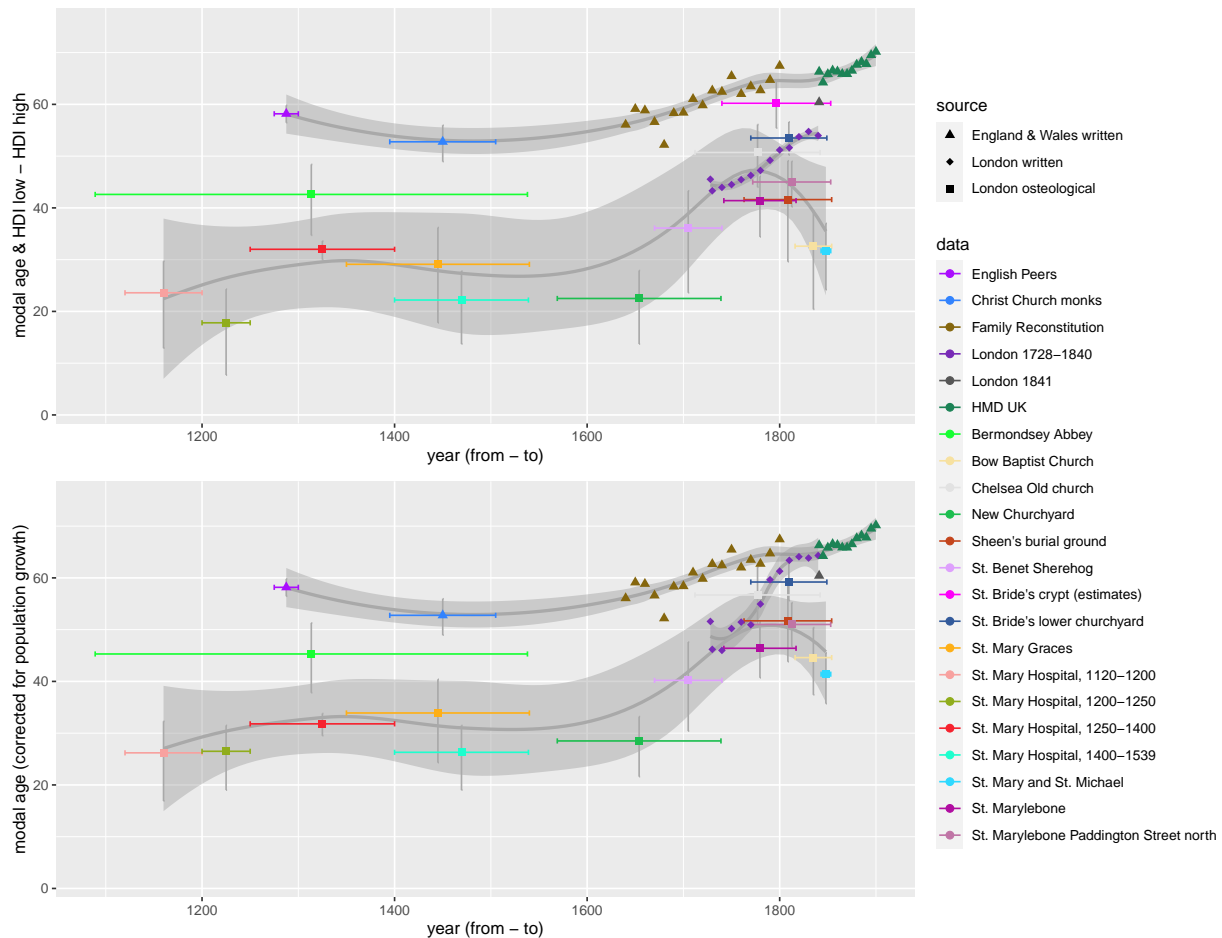 modal age & HDI low − HDI high
60
40
20
0
1200
1400
1600
1800
year (from − to)
modal age (corrected for population growth)
60
40
20
0
1200
1400
1600
1800
year (from − to)
source
England & Wales written
London written
London osteological
data
English Peers
Christ Church monks
Family Reconstitution
London 1728−1840
London 1841
HMD UK
Bermondsey Abbey
Bow Baptist Church
Chelsea Old church
New Churchyard
Sheen's burial ground
St. Benet Sherehog
St. Bride's crypt (estimates)
St. Bride's lower churchyard
St. Mary Graces
St. Mary Hospital, 1120−1200
St. Mary Hospital, 1200−1250
St. Mary Hospital, 1250−1400
St. Mary Hospital, 1400−1539
St. Mary and St. Michael
St. Marylebone
St. Marylebone Paddington Street north